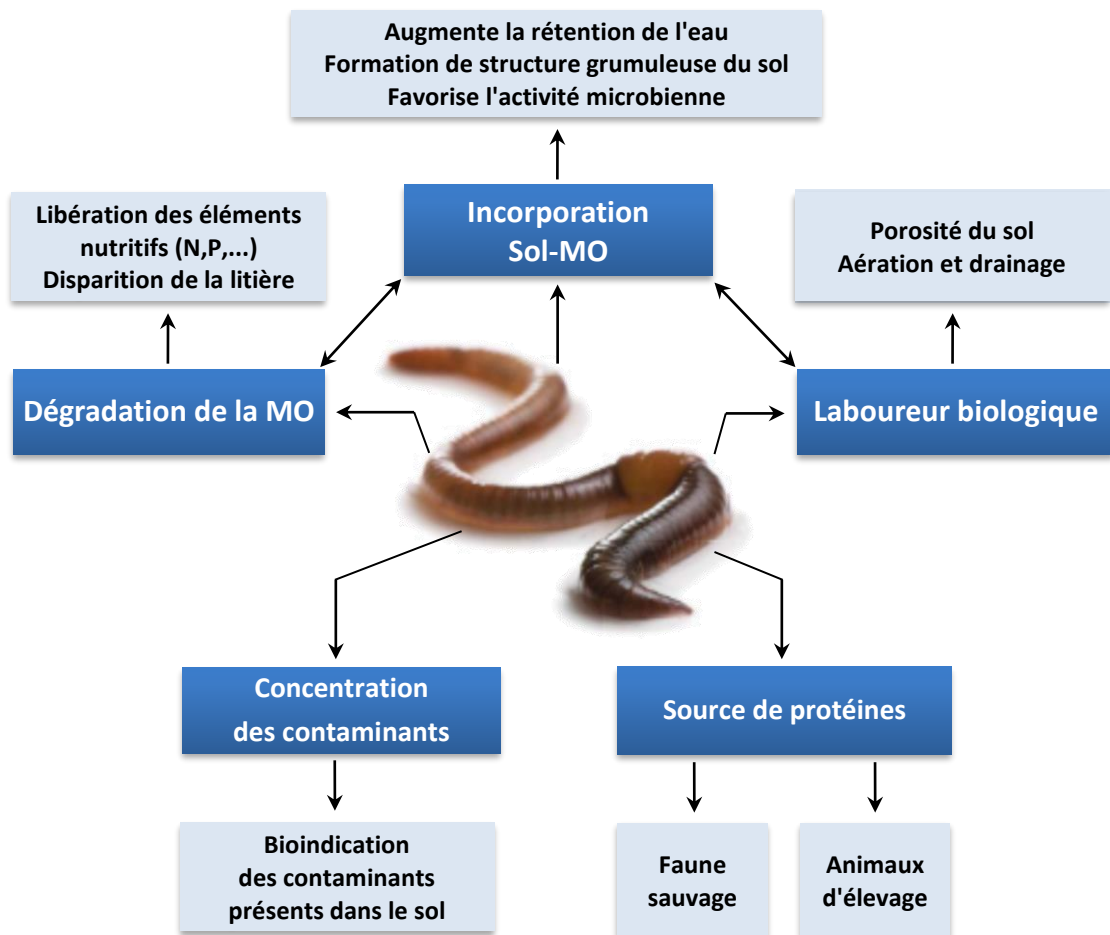 Augmente la rétention de l'eau
Formation de structure grumuleuse du sol
Favorise l'activité microbienne
Incorporation
Sol-MO
Libération des éléments
nutritifs (N,P,...)
Disparition de la litière
Porosité du sol
Aération et drainage
Dégradation de la MO
Laboureur biologique
Concentration
des contaminants
Source de protéines
Bioindication
des contaminants
présents dans le sol
Faune
sauvage
Animaux
d'élevage